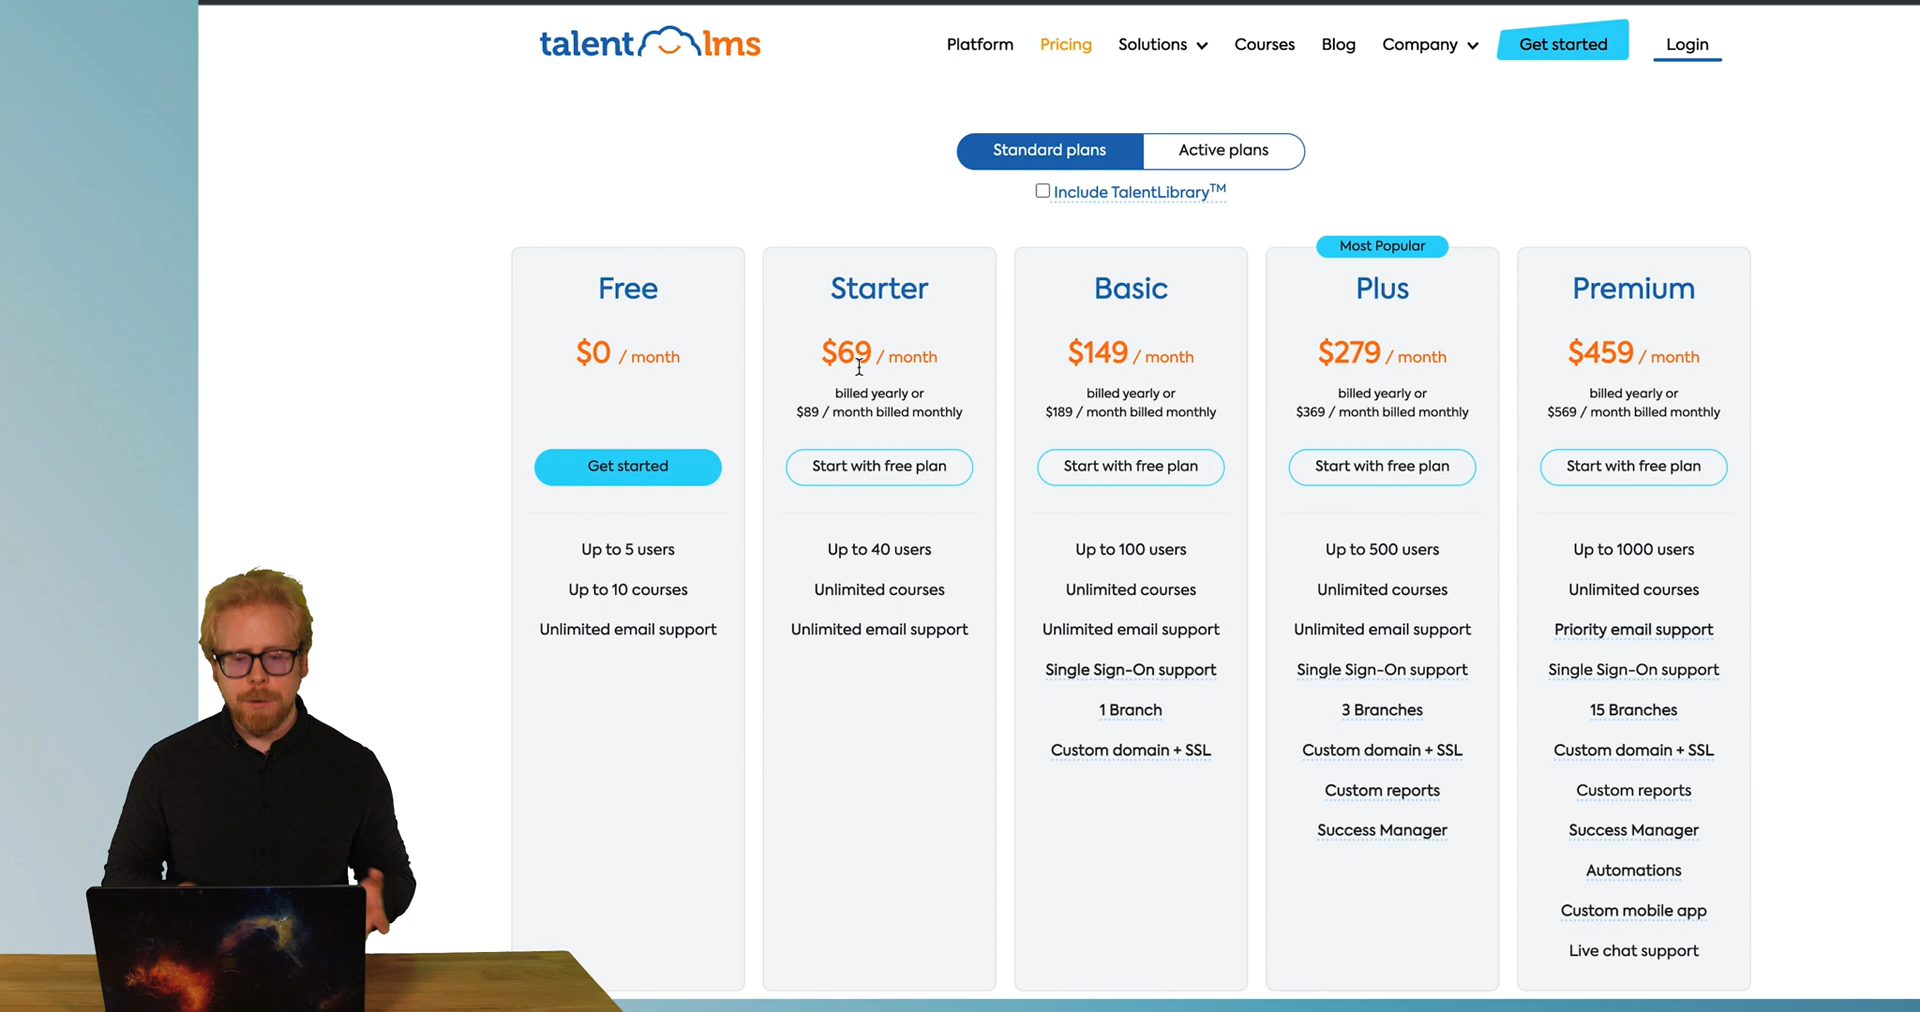 talent lms
Platform
Pricing
Solutions
Courses
Blog
Company
Get started
Login
Standard plans
Active plans
Include TalentLibrary™
Free
$0 / month
Get started
Up to 5 users
Up to 10 courses
Unlimited email support
Starter
$69 / month
billed yearly or
$89 / month billed monthly
Start with free plan
Up to 40 users
Unlimited courses
Unlimited email support
Basic
$149 / month
billed yearly or
$189 / month billed monthly
Start with free plan
Up to 100 users
Unlimited courses
Unlimited email support
Single Sign-On support
1 Branch
Custom domain + SSL
Most Popular
Plus
$279 / month
billed yearly or
$369 / month billed monthly
Start with free plan
Up to 500 users
Unlimited courses
Unlimited email support
Single Sign-On support
3 Branches
Custom domain + SSL
Custom reports
Success Manager
Premium
$459 / month
billed yearly or
$569 / month billed monthly
Start with free plan
Up to 1000 users
Unlimited courses
Priority email support
Single Sign-On support
15 Branches
Custom domain + SSL
Custom reports
Success Manager
Automations
Custom mobile app
Live chat support